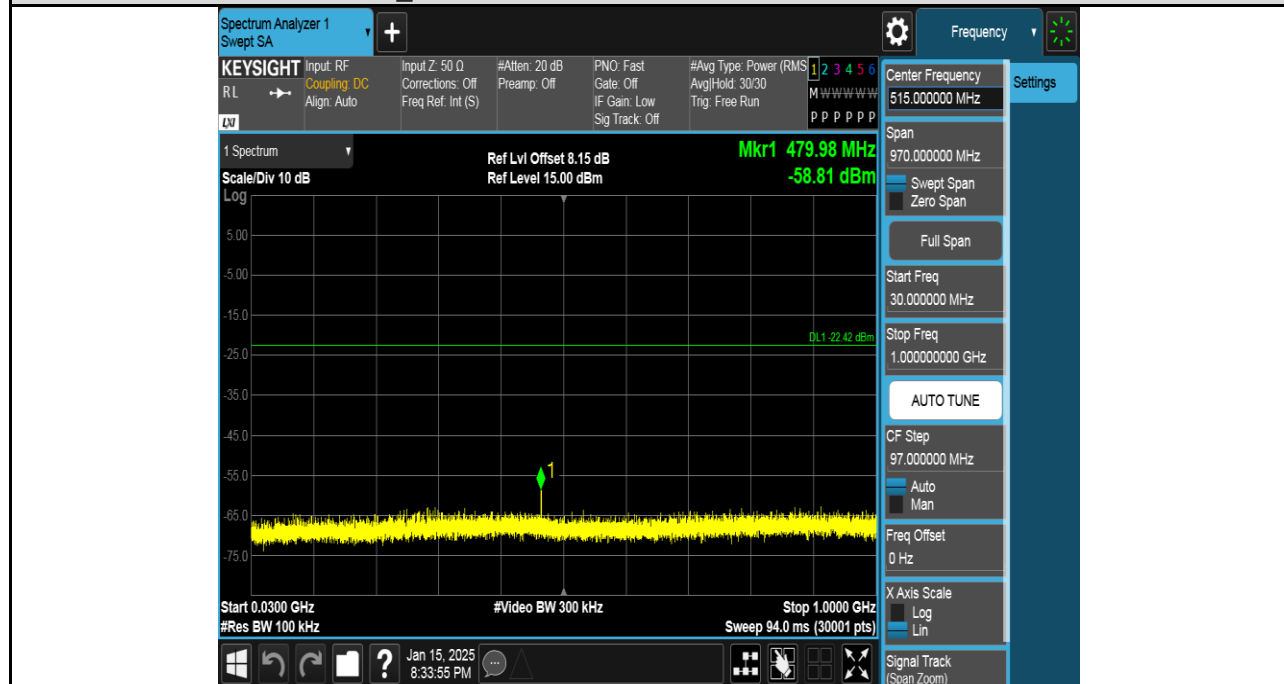 Spectrum Analyzer 1
Swept SA
+
Frequency
KEYSIGHT
RL
LXI
Input: RF
Coupling: DC
Align: Auto
Input Z: 50 Ω
Corrections: Off
Freq Ref: Int (S)
#Atten: 20 dB
Preamp: Off
PNO: Fast
Gate: Off
IF Gain: Low
Sig Track: Off
#Avg Type: Power (RMS
Avg|Hold: 30/30
Trig: Free Run
1 2 3 4 5 6
M W W W W W
P P P P P P
1 Spectrum
Scale/Div 10 dB
Log
Ref Lvl Offset 8.15 dB
Ref Level 15.00 dBm
Mkr1 479.98 MHz
-58.81 dBm
5.00
-5.00
-15.0
DL1 -22.42 dBm
-25.0
-35.0
-45.0
-55.0
1
-65.0
-75.0
Start 0.0300 GHz
#Video BW 300 kHz
Stop 1.0000 GHz
#Res BW 100 kHz
Sweep 94.0 ms (30001 pts)
?
Jan 15, 2025
8:33:55 PM
Center Frequency
515.000000 MHz
Settings
Span
970.000000 MHz
Swept Span
Zero Span
Full Span
Start Freq
30.000000 MHz
Stop Freq
1.000000000 GHz
AUTO TUNE
CF Step
97.000000 MHz
Auto
Man
Freq Offset
0 Hz
X Axis Scale
Log
Lin
Signal Track
(Span Zoom)